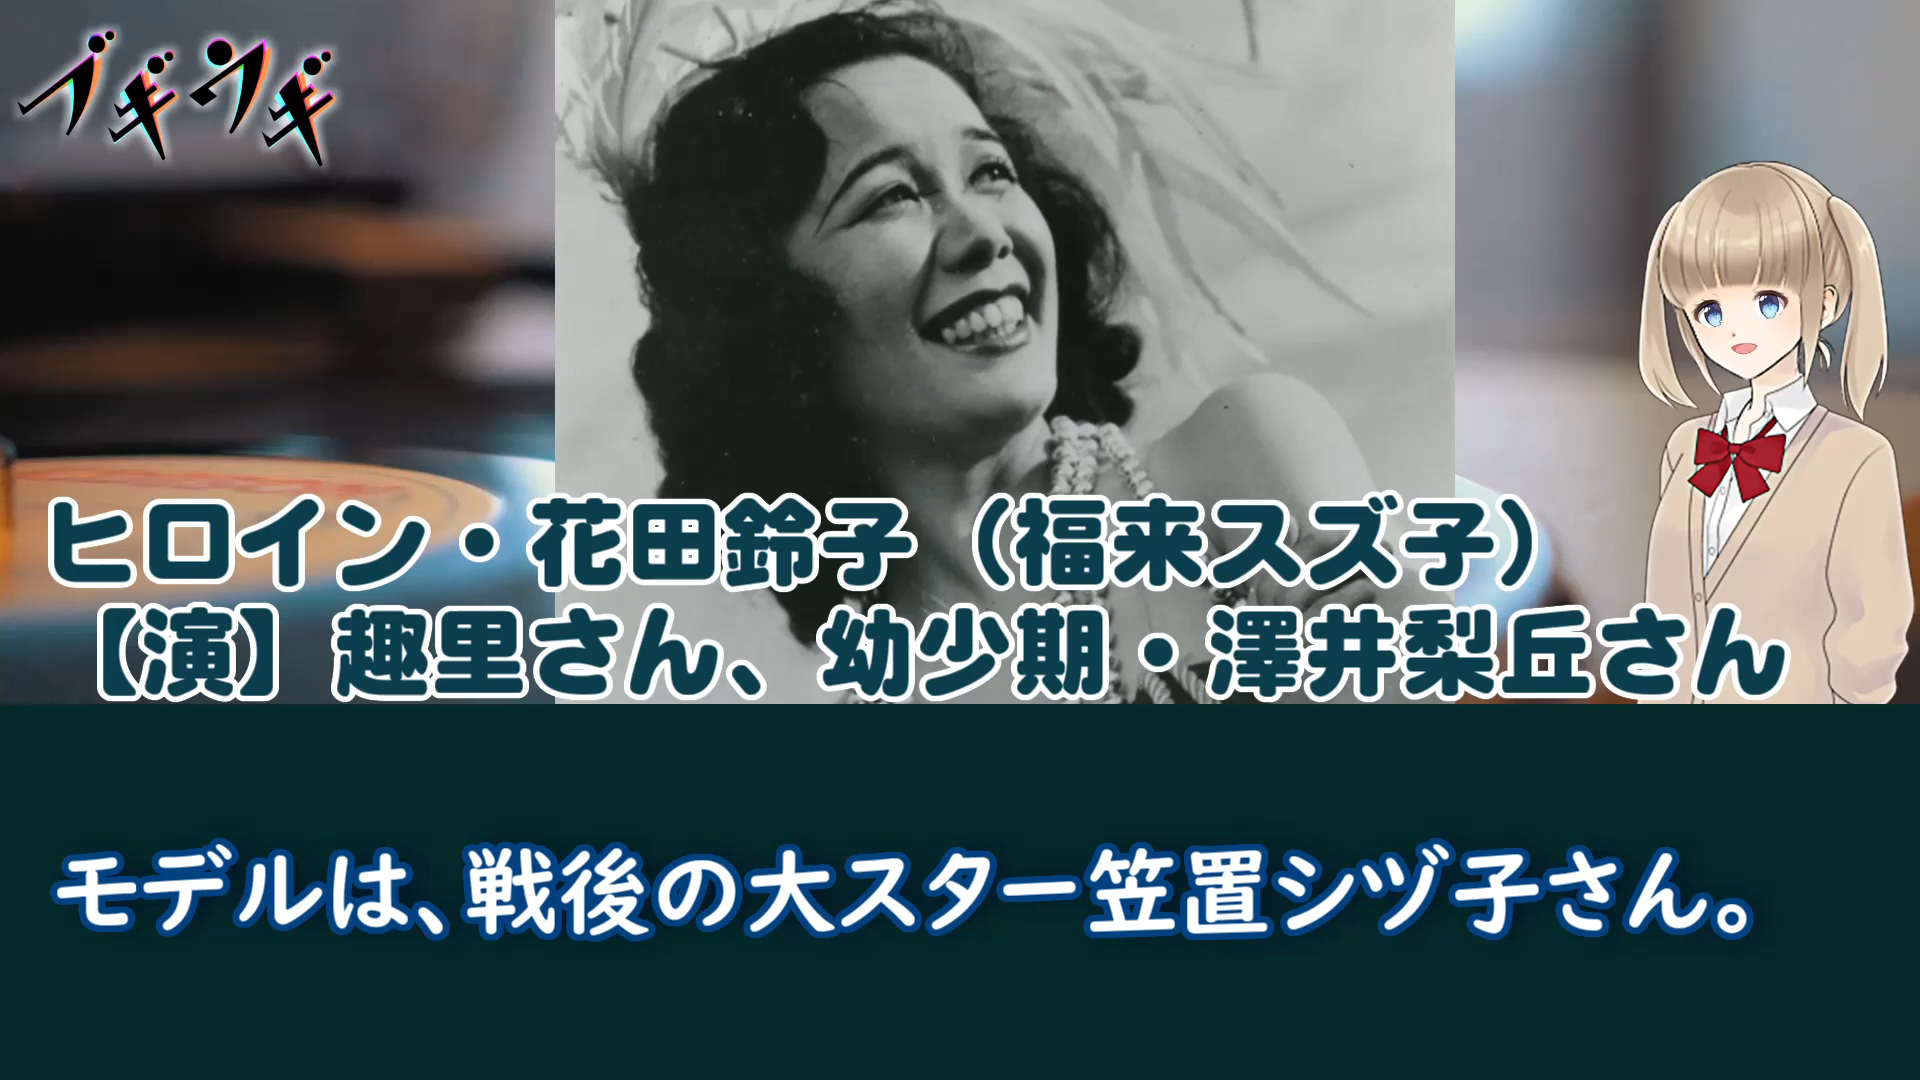 ブギウギ
ヒロイン・花田鈴子（福来スズ子）
【演】趣里さん、幼少期・澤井梨丘さん
モデルは、戦後の大スター笠置シヅ子さん。